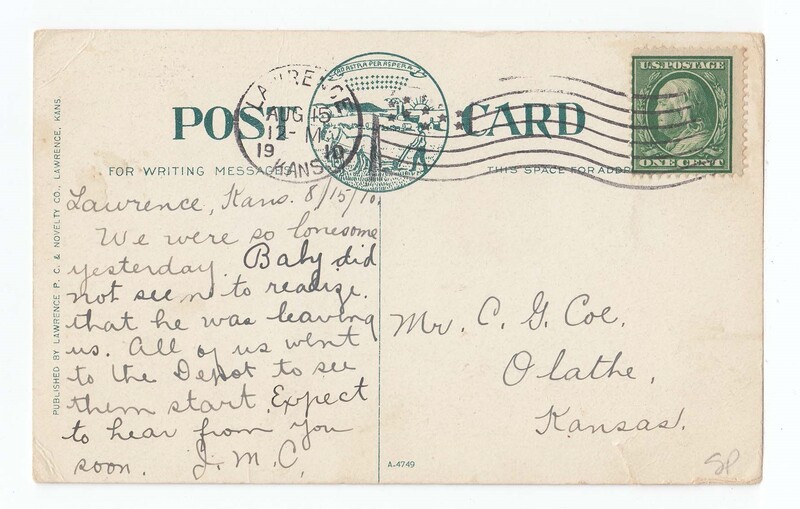 AD ASTRA PER ASPERA
POST CARD
LAWRENCE
AUG 15
12- M
19 10
KANS
U.S. POSTAGE
ONE CENT
FOR WRITING MESSAGES
THIS SPACE FOR ADDR
PUBLISHED BY LAWRENCE P. C. & NOVELTY CO., LAWRENCE, KANS.
Lawrence, Kans. 8/15/10.
We were so lonesome
yesterday. Baby did
not seem to realize
that he was leaving
us. All of us went
to the Depot to see
them start. Expect
to hear from you
soon. J. M. C.
Mr. C. G. Coe.
Olathe,
Kansas.
A-4749